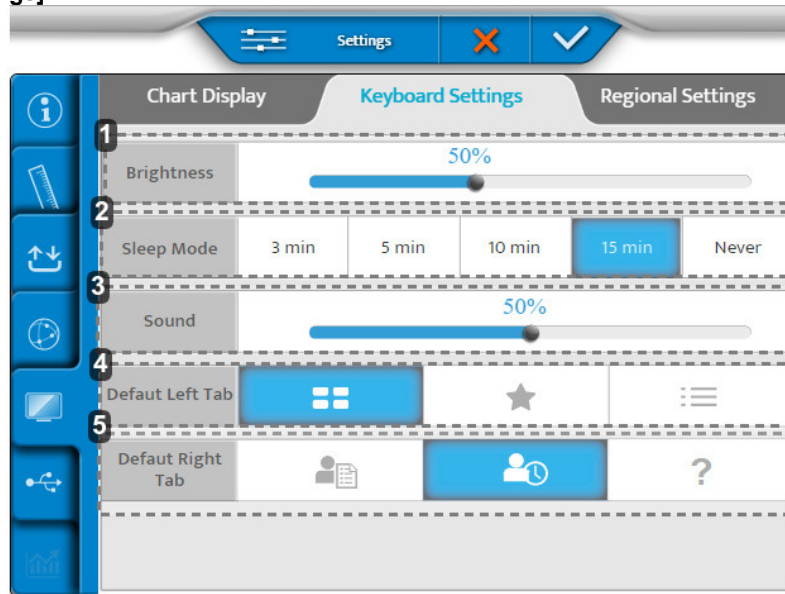 ge]
Settings
Chart Display Keyboard Settings Regional Settings
1
Brightness 50%
2
Sleep Mode 3 min 5 min 10 min 15 min Never
3
Sound 50%
4
Defaut Left Tab
5
Defaut Right
Tab ?